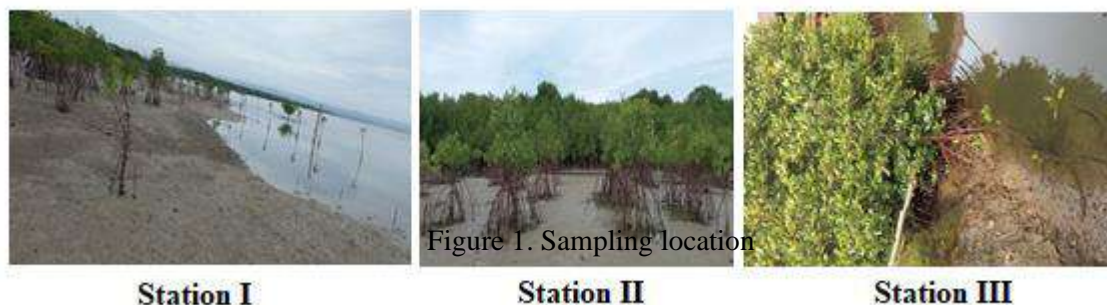 Figure 1. Sampling location
Station I
Station II
Station III